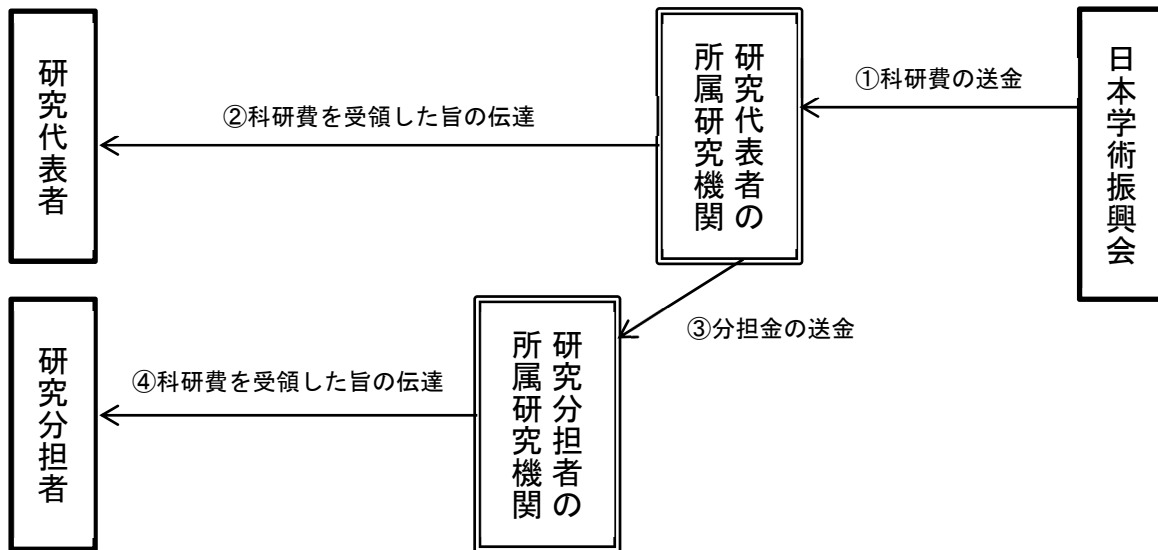 日本学術振興会
①科研費の送金
研究代表者の
所属研究機関
②科研費を受領した旨の伝達
研究代表者
③分担金の送金
研究分担者の
所属研究機関
④科研費を受領した旨の伝達
研究分担者